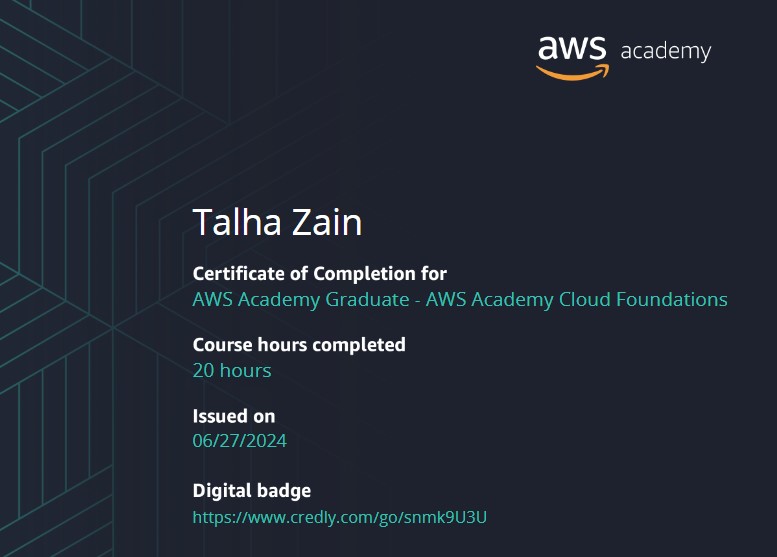 aws academy
Talha Zain
Certificate of Completion for
AWS Academy Graduate - AWS Academy Cloud Foundations
Course hours completed
20 hours
Issued on
06/27/2024
Digital badge
https://www.credly.com/go/snmk9U3U